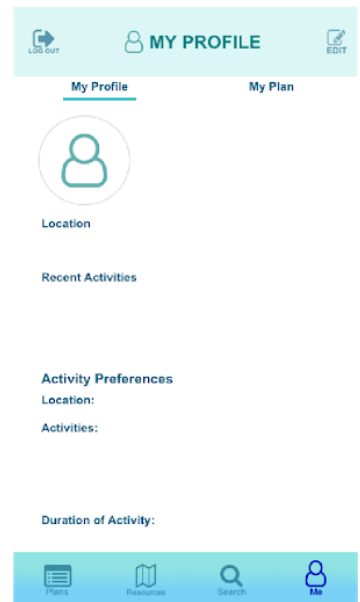 LOG OUT
MY PROFILE
EDIT
My Profile
My Plan
Location
Recent Activities
Activity Preferences
Location:
Activities:
Duration of Activity:
Plans
Resources
Search
Me